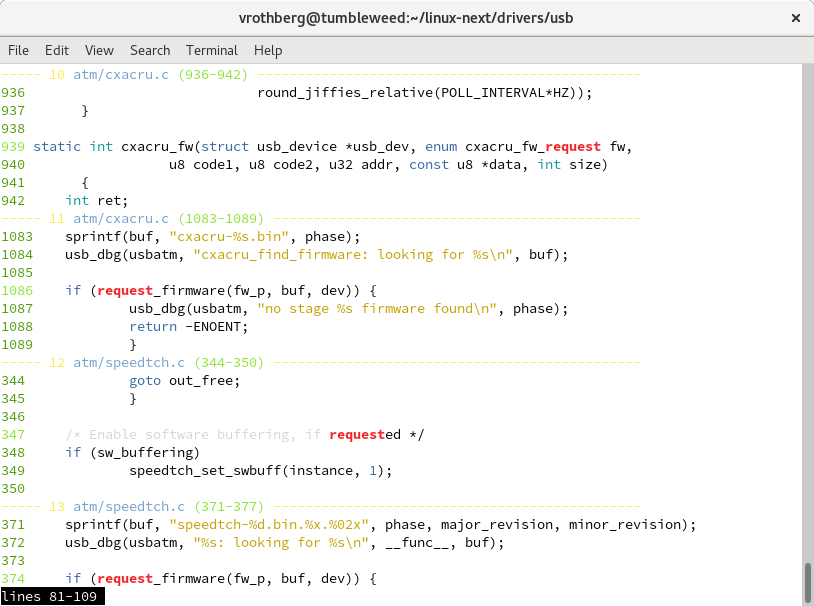 vrothberg@tumbleweed:~/linux-next/drivers/usb ×
File Edit View Search Terminal Help
----- 10 atm/cxacru.c (936-942) ------------------------------------------------
936                             round_jiffies_relative(POLL_INTERVAL*HZ));
937       }
938
939 static int cxacru_fw(struct usb_device *usb_dev, enum cxacru_fw_request fw,
940                  u8 code1, u8 code2, u32 addr, const u8 *data, int size)
941       {
942     int ret;
----- 11 atm/cxacru.c (1083-1089) ----------------------------------------------
1083    sprintf(buf, "cxacru-%s.bin", phase);
1084    usb_dbg(usbatm, "cxacru_find_firmware: looking for %s\n", buf);
1085
1086    if (request_firmware(fw_p, buf, dev)) {
1087            usb_dbg(usbatm, "no stage %s firmware found\n", phase);
1088            return -ENOENT;
1089            }
----- 12 atm/speedtch.c (344-350) ----------------------------------------------
344             goto out_free;
345             }
346
347     /* Enable software buffering, if requested */
348     if (sw_buffering)
349             speedtch_set_swbuff(instance, 1);
350
----- 13 atm/speedtch.c (371-377) ----------------------------------------------
371     sprintf(buf, "speedtch-%d.bin.%x.%02x", phase, major_revision, minor_revision);
372     usb_dbg(usbatm, "%s: looking for %s\n", __func__, buf);
373
374     if (request_firmware(fw_p, buf, dev)) {
lines 81-109